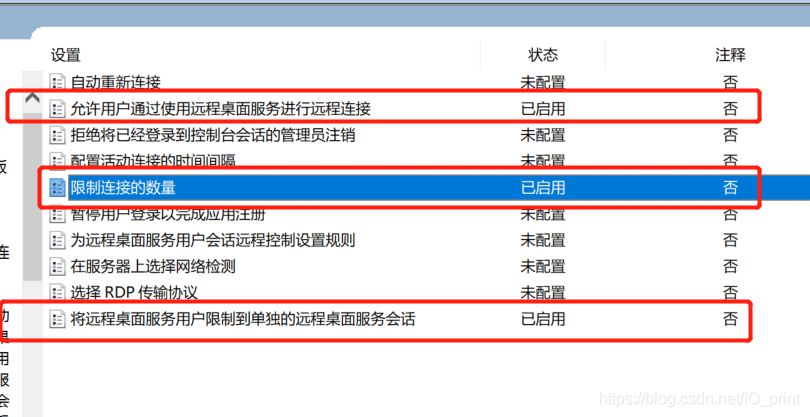 设置 状态 注释
自动重新连接 未配置 否
允许用户通过使用远程桌面服务进行远程连接 已启用 否
拒绝将已经登录到控制台会话的管理员注销 未配置 否
板
配置活动连接的时间间隔 未配置 否
限制连接的数量 已启用 否
暂停用户登录以完成应用注册 未配置 否
为远程桌面服务用户会话远程控制设置规则 未配置 否
连
在服务器上选择网络检测 未配置 否
选择 RDP 传输协议 未配置 否
将远程桌面服务用户限制到单独的远程桌面服务会话 已启用 否
用
服
会
https://blog.csdn.net/IO_print